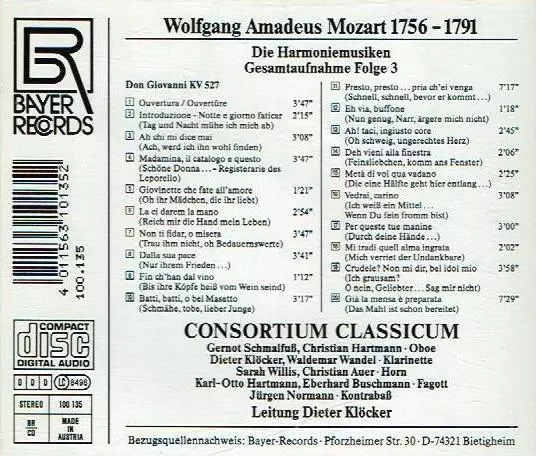 Wolfgang Amadeus Mozart 1756 - 1791
Die Harmoniemusiken
Gesamtaufnahme Folge 3
BR
BAYER
RECORDS
4 011563 101352
100.135
COMPACT
disc
DIGITAL AUDIO
D D D LC 8498
STEREO 100 135
BR
CD
MADE IN
AUSTRIA
Don Giovanni KV 527
1 Ouvertura / Ouvertüre 3'47"
2 Introduzione - Notte e giorno faticar 2'15"
(Tag und Nacht mühe ich mich ab)
3 Ah chi mi dice mai 3'08"
(Ach, werd ich ihn wohl finden)
4 Madamina, il catalogo e questo 3'47"
(Schöne Donna... - Registerarie des
Leporello)
5 Giovinette che fate all'amore 1'21"
(Oh ihr Mädchen, die ihr liebt)
6 La ci darem la mano 2'54"
(Reich mir die Hand mein Leben)
7 Non ti fidar, o misera 3'47"
(Trau ihm nicht, oh Bedauernswerte)
8 Dalla sua pace 3'41"
(Nur ihrem Frieden...)
9 Fin ch'han dal vino 1'12"
(Bis ihre Köpfe heiß vom Wein seind)
10 Batti, batti, o bel Masetto 3'17"
(Schmähe, tobe, lieber Junge)
11 Presto, presto... pria ch'ei venga 7'17"
(Schnell, schnell, bevor er kommt...)
12 Eh via, buffone 1'18"
(Nun genug, Narr, ärgere mich nicht)
13 Ah! taci, ingiusto core 2'45"
(Oh schweig, ungerechtes Herz)
14 Deh vieni alla finestra 2'06"
(Feinsliebchen, komm ans Fenster)
15 Metà di voi qua vadano 2'25"
(Die eine Hälfte geht hier entlang...)
16 Vedrai, carino 3'08"
(Ich weiß ein Mittel...
Wenn Du fein fromm bist)
17 Per queste tue manine 3'00"
(Durch deine Hände...)
18 Mi tradi quell alma ingrata 2'02"
(Mich verriet der Undankbare)
19 Crudele? Non mi dir, bel idol mio 3'58"
(Ich grausam?
O nein, Geliebter... Sag mir nicht)
20 Già la mensa è preparata 7'29"
(Das Mahl ist schon bereitet)
CONSORTIUM CLASSICUM
Gernot Schmalfuß, Christian Hartmann · Oboe
Dieter Klöcker, Waldemar Wandel · Klarinette
Sarah Willis, Christian Auer · Horn
Karl-Otto Hartmann, Eberhard Buschmann · Fagott
Jürgen Normann · Kontrabaß
Leitung Dieter Klöcker
Bezugsquellennachweis: Bayer-Records · Pforzheimer Str. 30 · D-74321 Bietigheim